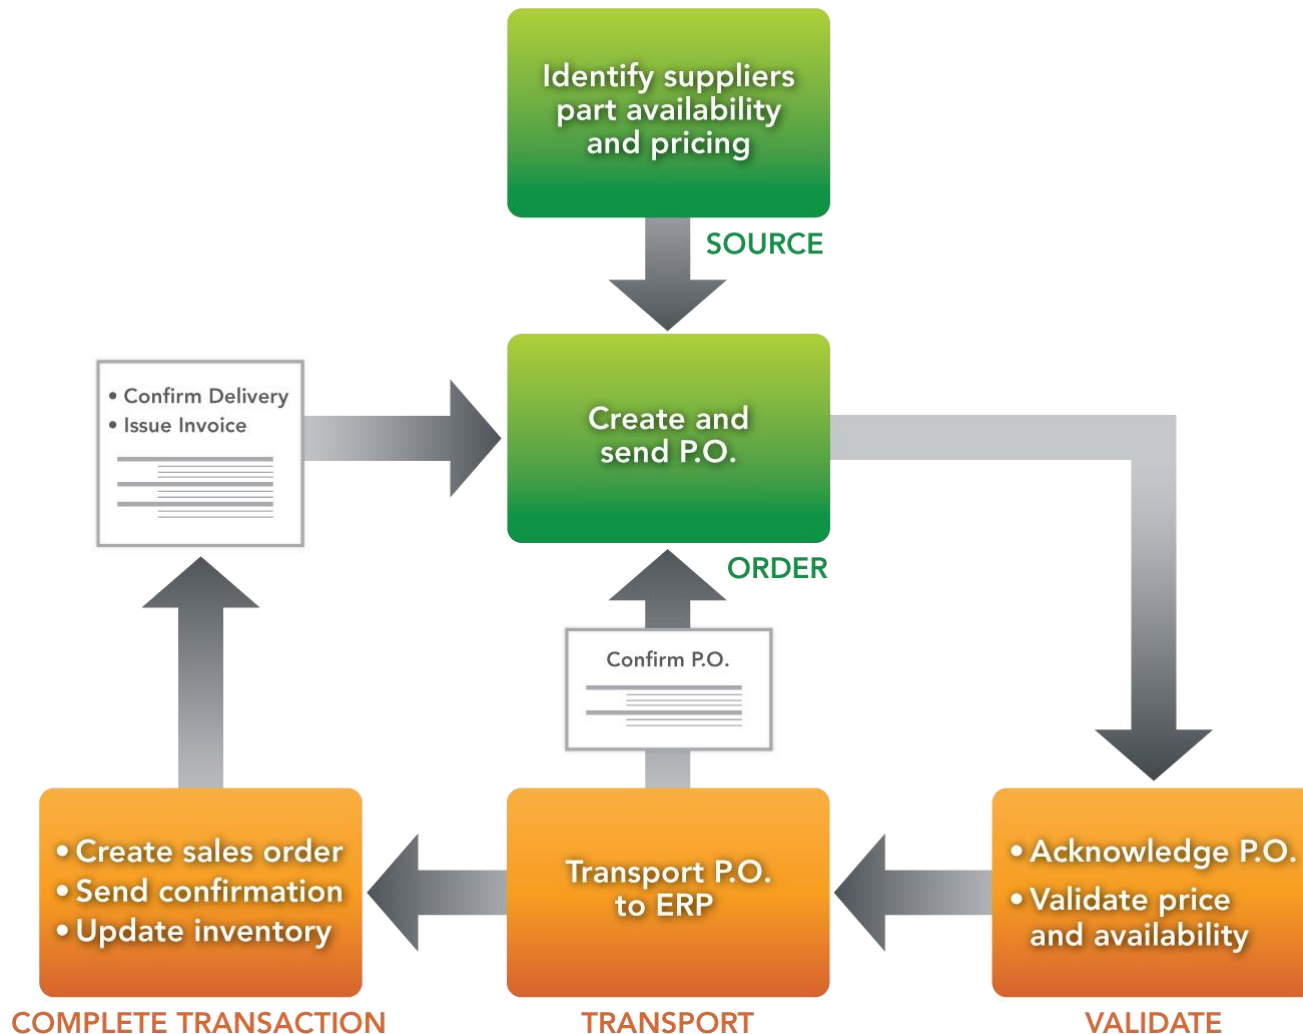 Identify suppliers
part availability
and pricing
SOURCE
• Confirm Delivery
• Issue Invoice
Create and
send P.O.
ORDER
Confirm P.O.
• Create sales order
• Send confirmation
• Update inventory
COMPLETE TRANSACTION
Transport P.O.
to ERP
TRANSPORT
• Acknowledge P.O.
• Validate price
and availability
VALIDATE